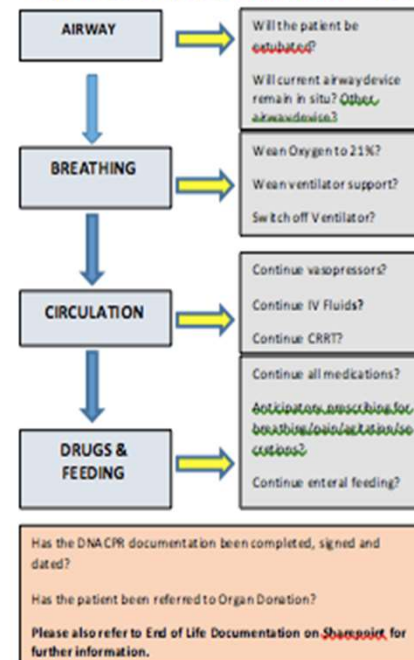 AIRWAY
Will the patient be
extubated?
Will current airway device
remain in situ? Other
airway device?
BREATHING
Wean Oxygen to 21%?
Wean ventilator support?
Switch off Ventilator?
CIRCULATION
Continue vasopressors?
Continue IV Fluids?
Continue CRRT?
DRUGS &
FEEDING
Continue all medications?
Anticipatory prescribing for
breathing/pain/agitation/se
cretions?
Continue enteral feeding?
Has the DNACPR documentation been completed, signed and
dated?
Has the patient been referred to Organ Donation?
Please also refer to End of Life Documentation on Sharepoint for
further information.